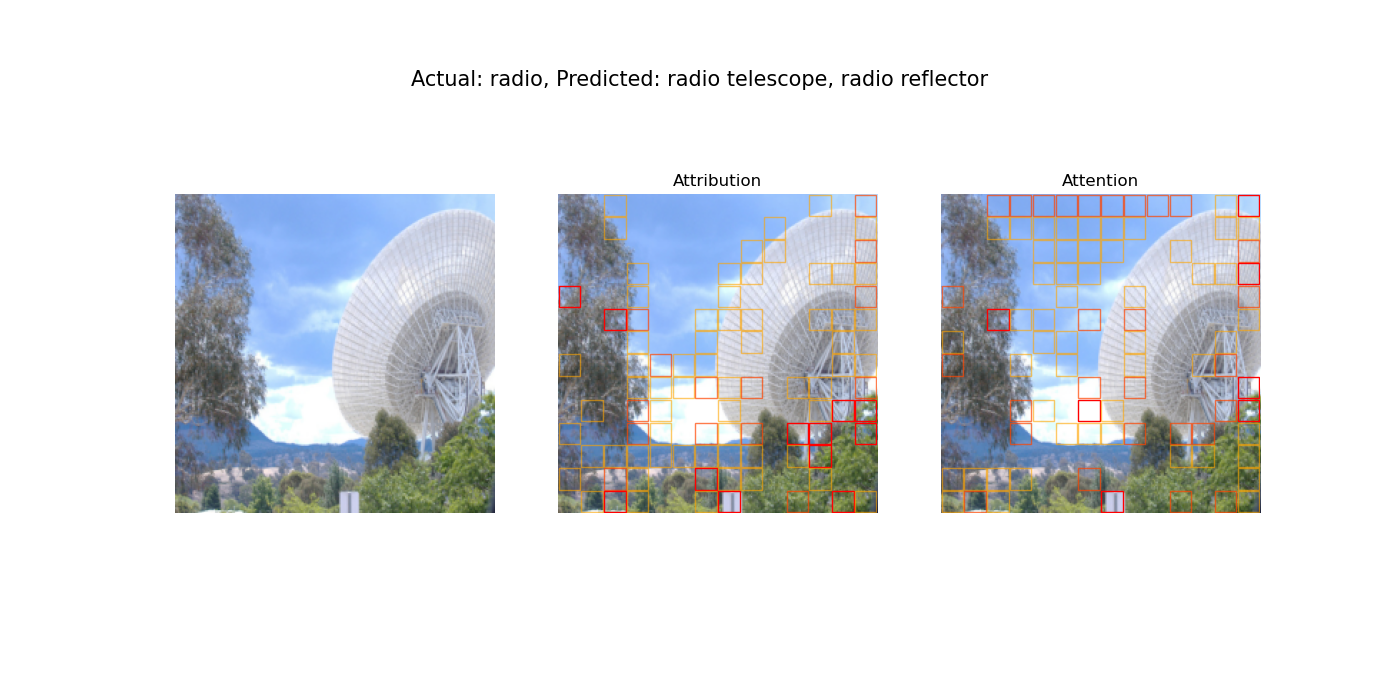 Actual: radio, Predicted: radio telescope, radio reflector
Attribution
Attention